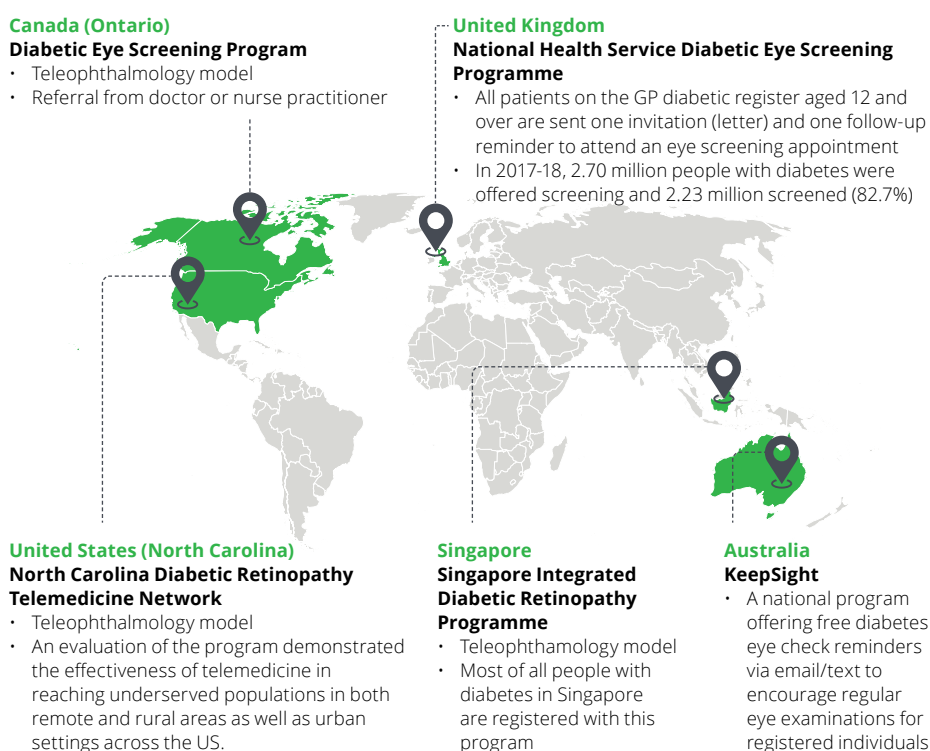 Canada (Ontario)
Diabetic Eye Screening Program
• Teleophthalmology model
• Referral from doctor or nurse practitioner
United Kingdom
National Health Service Diabetic Eye Screening
Programme
• All patients on the GP diabetic register aged 12 and
over are sent one invitation (letter) and one follow-up
reminder to attend an eye screening appointment
• In 2017-18, 2.70 million people with diabetes were
offered screening and 2.23 million screened (82.7%)
United States (North Carolina)
North Carolina Diabetic Retinopathy
Telemedicine Network
• Teleophthalmology model
• An evaluation of the program demonstrated
the effectiveness of telemedicine in
reaching underserved populations in both
remote and rural areas as well as urban
settings across the US.
Singapore
Singapore Integrated
Diabetic Retinopathy
Programme
• Teleophthamology model
• Most of all people with
diabetes in Singapore
are registered with this
program
Australia
KeepSight
• A national program
offering free diabetes
eye check reminders
via email/text to
encourage regular
eye examinations for
registered individuals